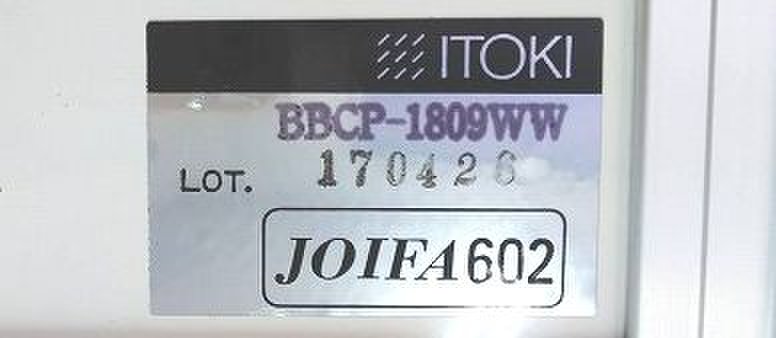 ITOKI
BBCP-1809WW
LOT. 170426
JOIFA602